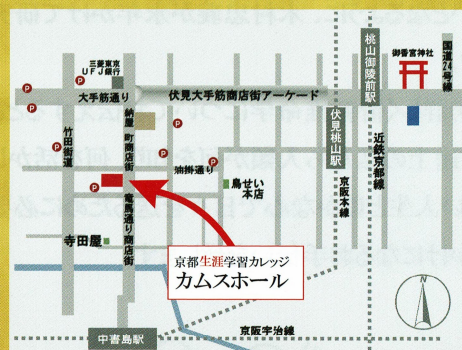 三菱東京
UFJ銀行
大手筋通り
伏見大手筋商店街アーケード
桃山御陵前駅
御香宮神社
国道24号線
竹田街道
納屋町商店街
油掛通り
鳥せい
本店
伏見桃山駅
京阪本線
近鉄京都線
竜馬通り商店街
寺田屋
京都生涯学習カレッジ
カムスホール
中書島駅
京阪宇治線
P
P
P
P
P
P
N